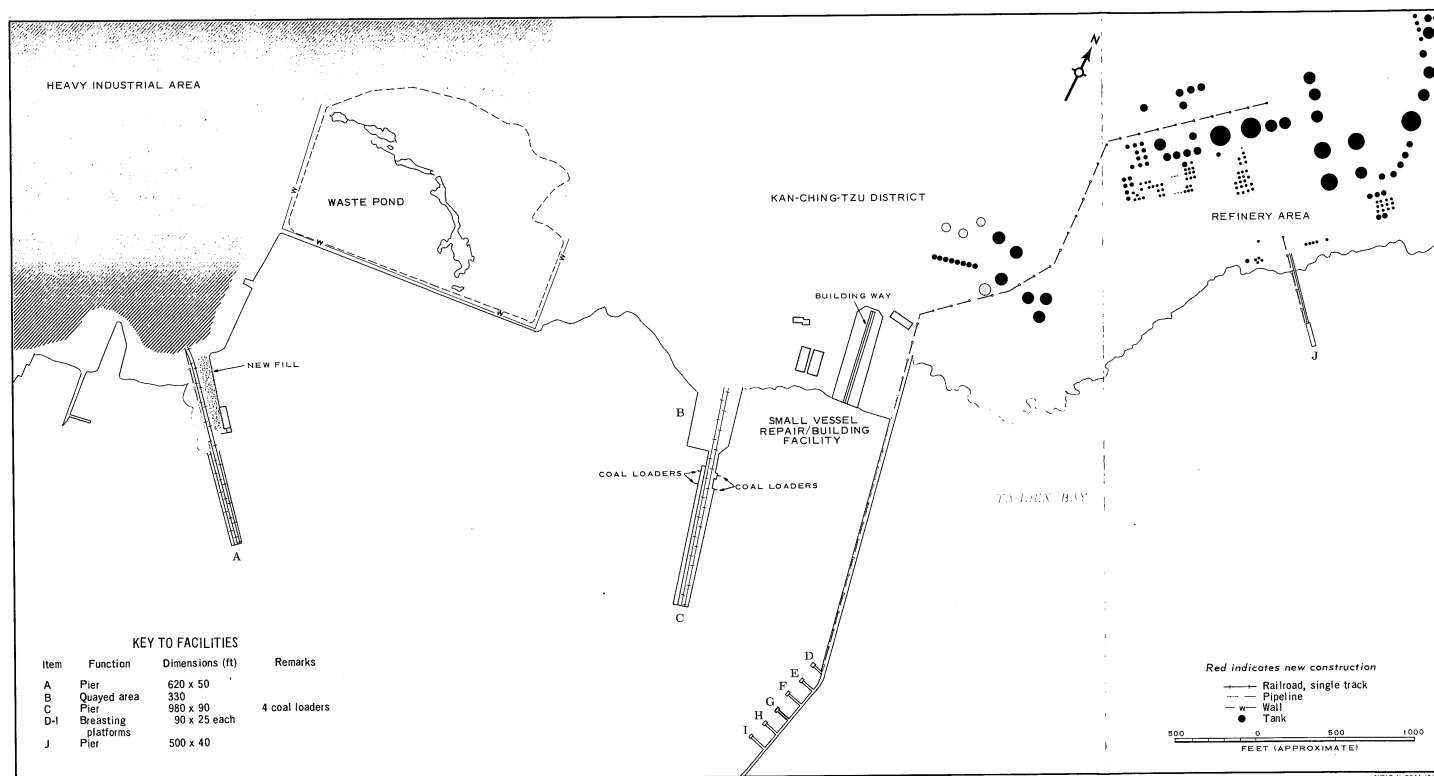 HEAVY INDUSTRIAL AREA
N
WASTE POND
W
W
W
W
KAN-CHING-TZU DISTRICT
REFINERY AREA
BUILDING WAY
NEW FILL
J
B
SMALL VESSEL
REPAIR/BUILDING
FACILITY
COAL LOADERS
COAL LOADERS
TA-LIEN BAY
A
C
D
E
F
G
H
I
KEY TO FACILITIES
Item Function Dimensions (ft) Remarks
A Pier 620 x 50
B Quayed area 330
C Pier 980 x 90 4 coal loaders
D-I Breasting 90 x 25 each
platforms
J Pier 500 x 40
Red indicates new construction
Railroad, single track
Pipeline
W Wall
Tank
500 0 500 1000
FEET (APPROXIMATE)